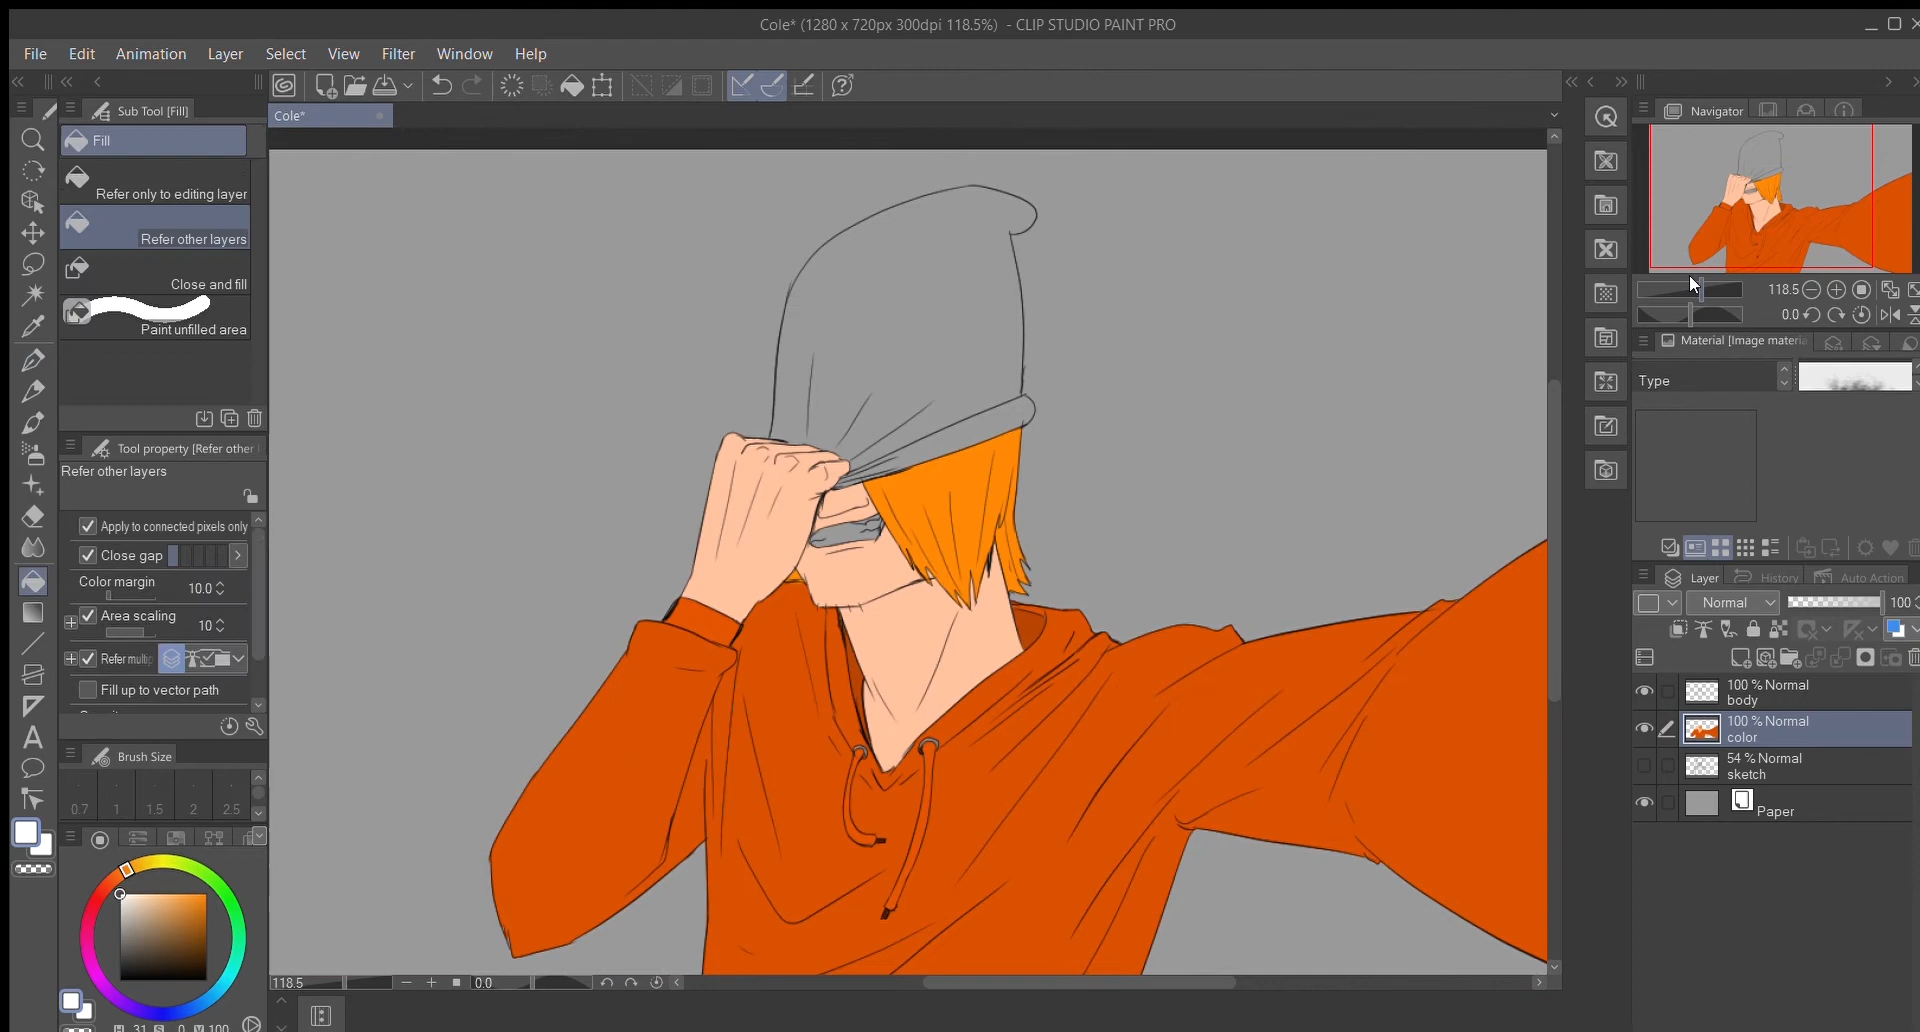 Cole* (1280 x 720px 300dpi 118.5%) - CLIP STUDIO PAINT PRO
File Edit Animation Layer Select View Filter Window Help
Sub Tool [Fill]
Cole*
Navigator
Fill
Refer only to editing layer
Refer other layers
Close and fill
Paint unfilled area
118.5
0.0
Material [Image materia
Type
Tool property [Refer other
Refer other layers
Apply to connected pixels only
Close gap
Color margin 10.0
Area scaling 10
Refer multip
Fill up to vector path
Brush Size
0.7 1 1.5 2 2.5
Layer History Auto Action
Normal 100
100 % Normal
body
100 % Normal
color
54 % Normal
sketch
Paper
118.5 0.0
H 31 S 0 V 100